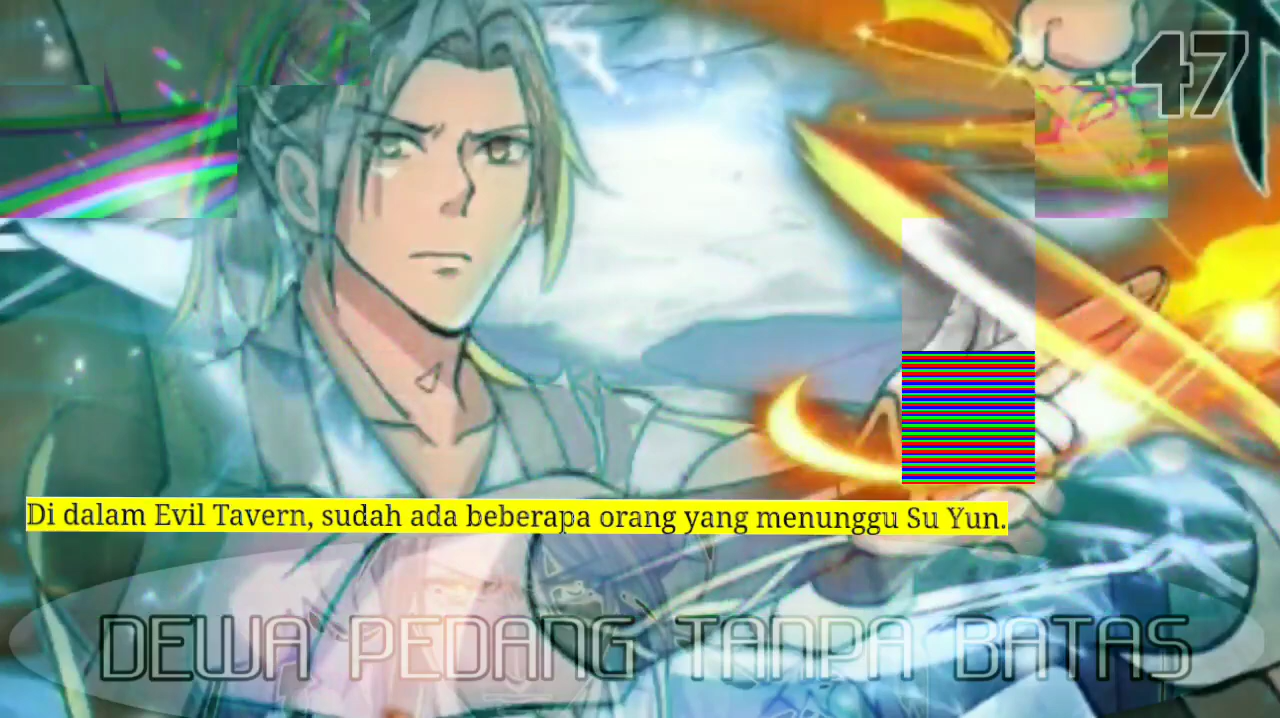 47
Di dalam Evil Tavern, sudah ada beberapa orang yang menunggu Su Yun.
DEWA PEDANG TANPA BATAS